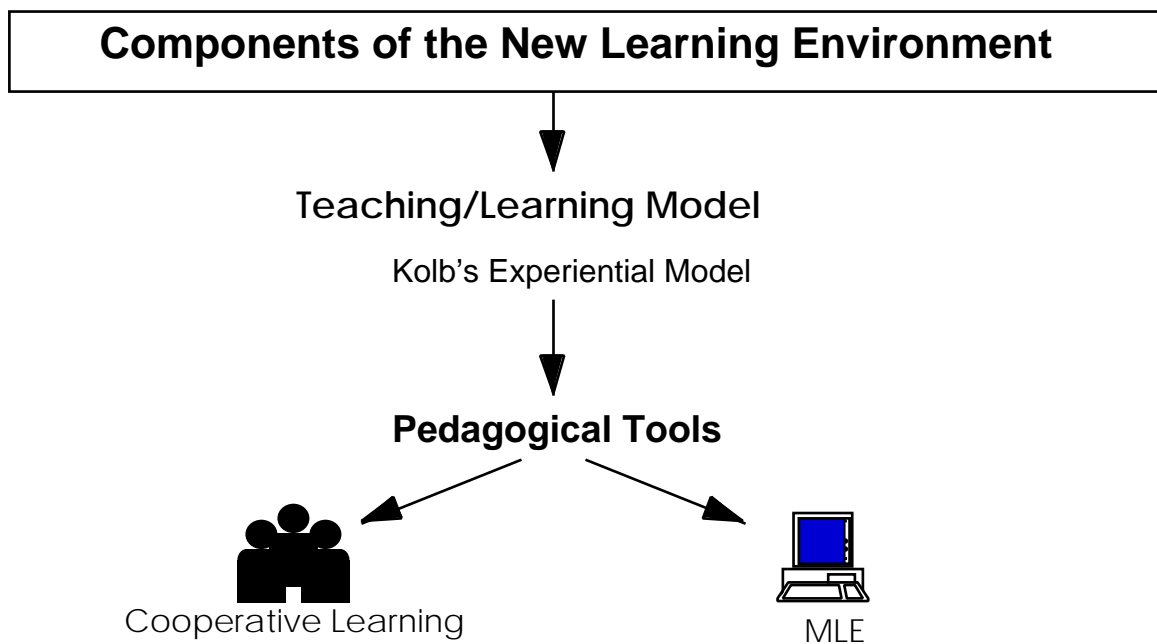 Components of the New Learning Environment
Teaching/Learning Model
Kolb’s Experiential Model
Pedagogical Tools
Cooperative Learning
MLE